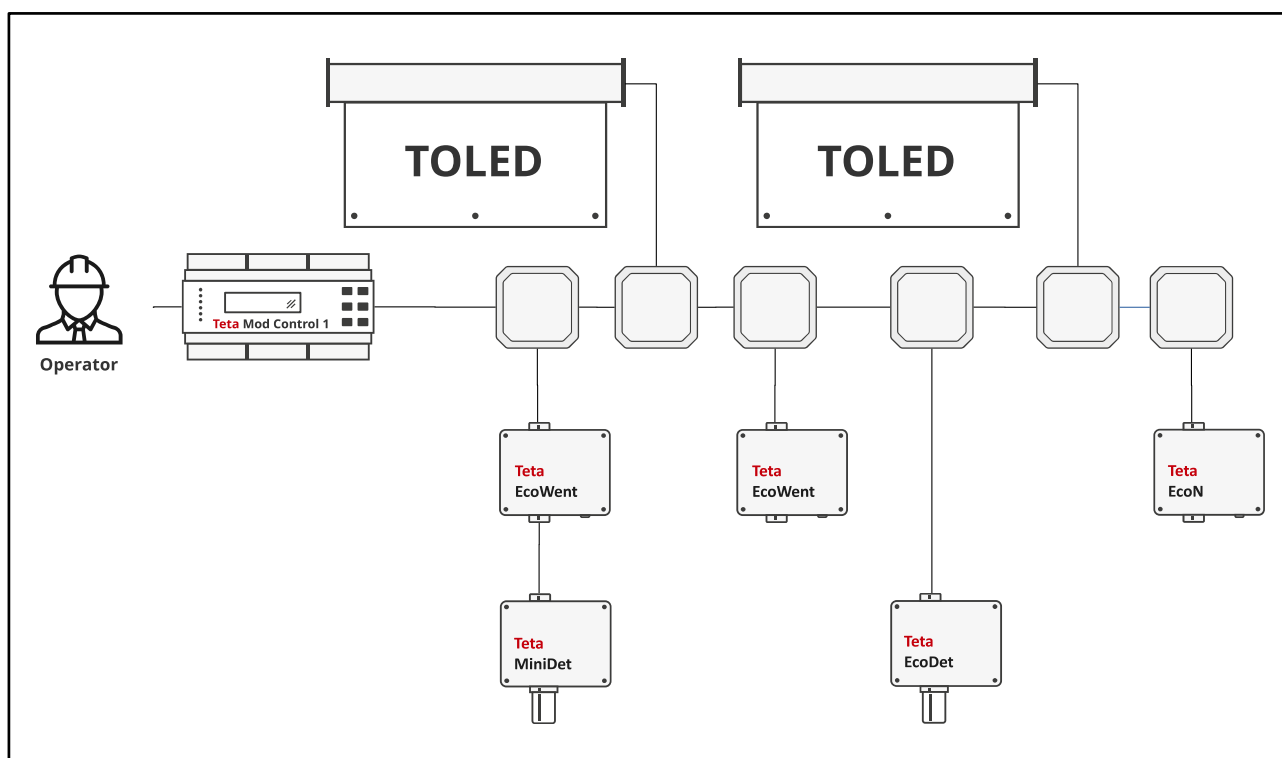 TOLED
TOLED
Teta Mod Control 1
Operator
Teta
EcoWent
Teta
EcoWent
Teta
EcoN
Teta
MiniDet
Teta
EcoDet